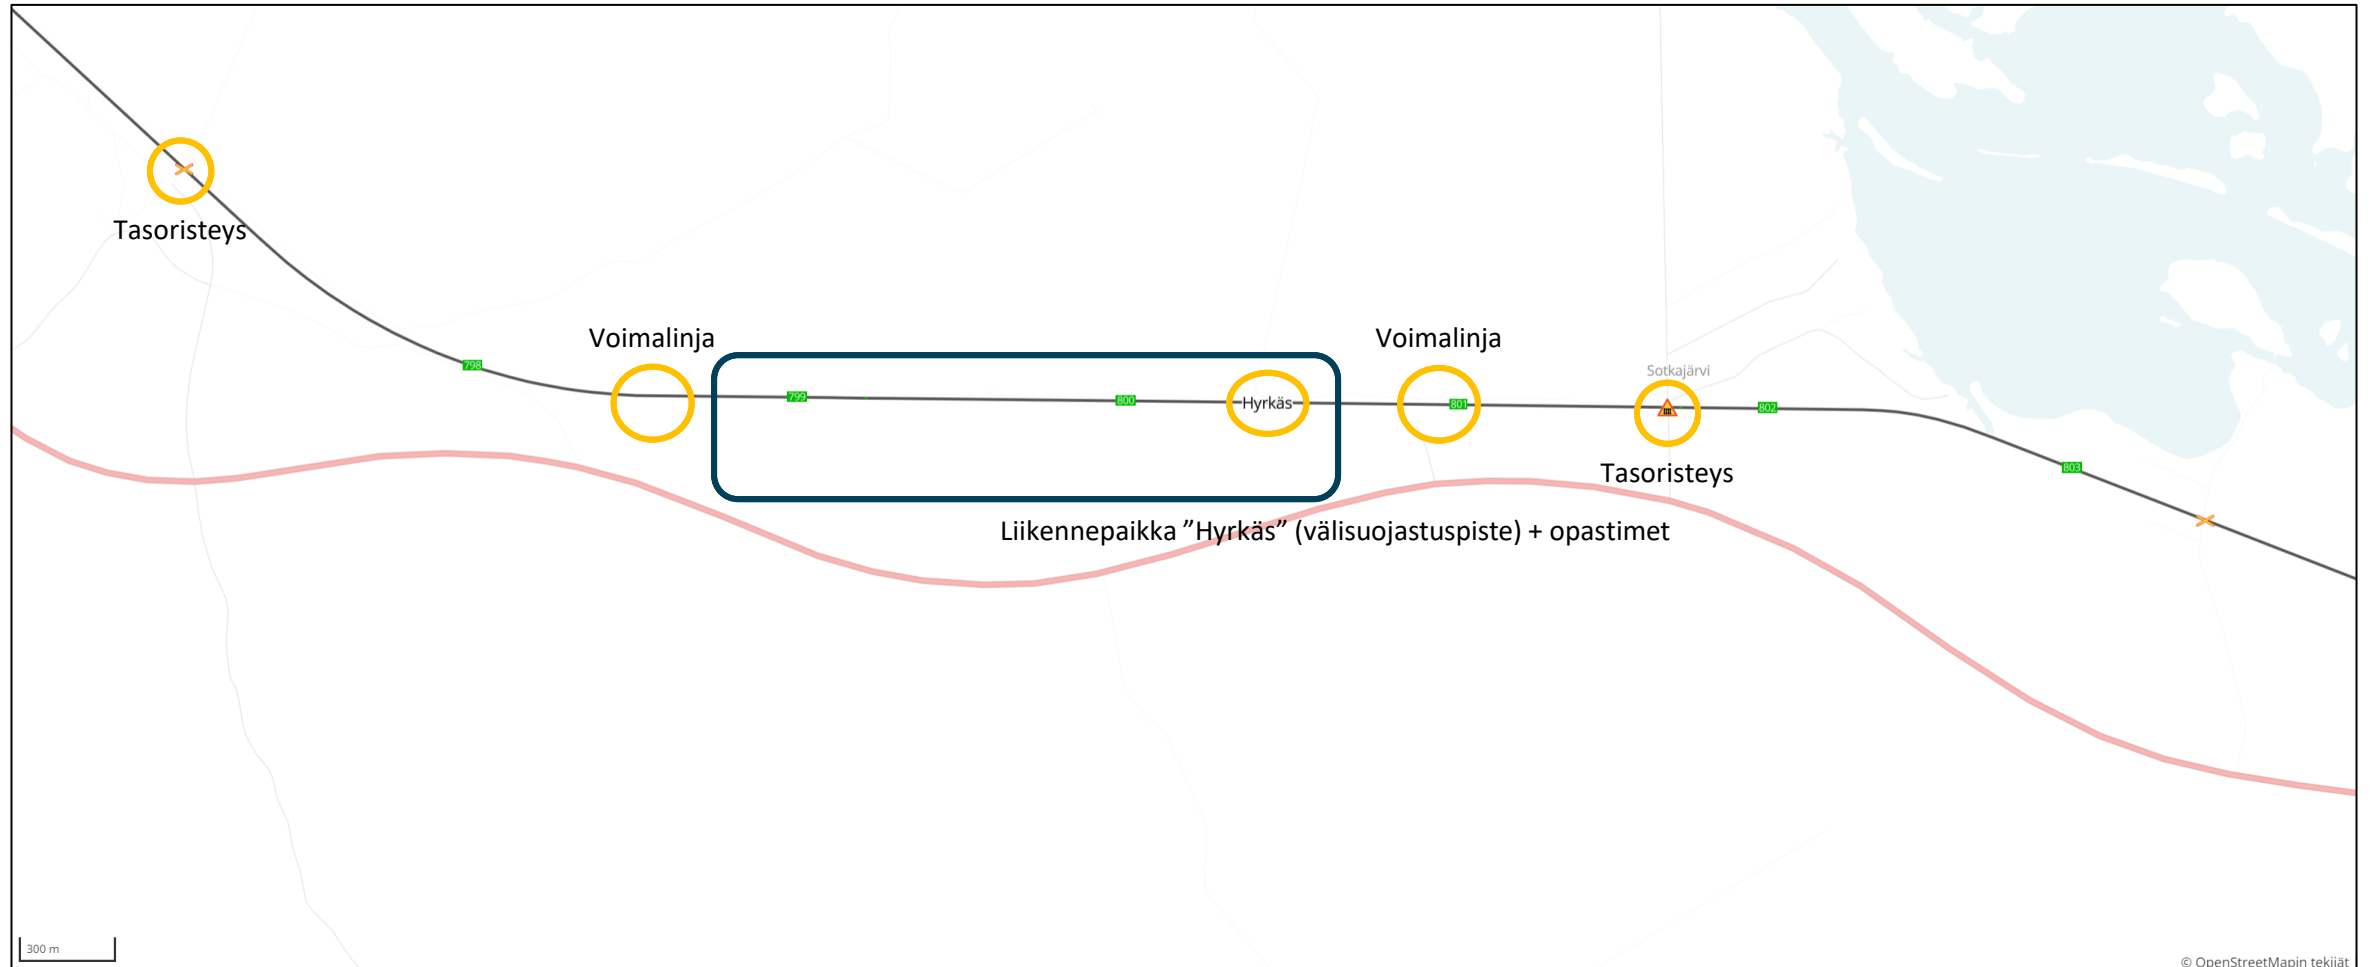 Tasoristeys
Voimalinja
Voimalinja
Sotkajärvi
798
799
800
Hyrkäs
801
802
803
Tasoristeys
Liikennepaikka ”Hyrkäs” (välisuojastuspiste) + opastimet
300 m
© OpenStreetMapin tekijät